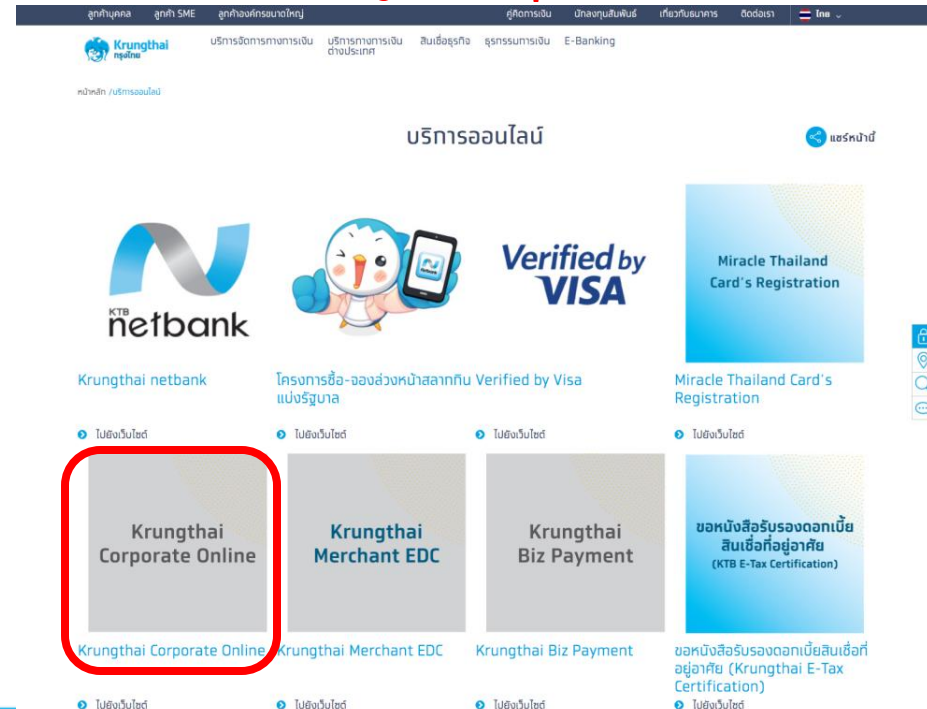 ลูกค้าบุคคล ลูกค้า SME ลูกค้าองค์กรขนาดใหญ่ คู่คิดการเงิน นักลงทุนสัมพันธ์ เกี่ยวกับธนาคาร ติดต่อเรา ไทย
Krungthai
กรุงไทย
บริการจัดการทางการเงิน บริการทางการเงิน สินเชื่อธุรกิจ ธุรกรรมการเงิน E-Banking
ต่างประเทศ
หน้าหลัก /บริการออนไลน์
บริการออนไลน์
แชร์หน้านี้
KTB
netbank
netbank
Verified by
VISA
Miracle Thailand
Card's Registration
Krungthai netbank
โครงการซื้อ-จองล่วงหน้าสลากกิน
แบ่งรัฐบาล
Verified by Visa
Miracle Thailand Card's
Registration
ไปยังเว็บไซต์ ไปยังเว็บไซต์ ไปยังเว็บไซต์ ไปยังเว็บไซต์
Krungthai
Corporate Online
Krungthai
Merchant EDC
Krungthai
Biz Payment
ขอหนังสือรับรองดอกเบี้ย
สินเชื่อที่อยู่อาศัย
(KTB E-Tax Certification)
Krungthai Corporate Online
Krungthai Merchant EDC
Krungthai Biz Payment
ขอหนังสือรับรองดอกเบี้ยสินเชื่อที่
อยู่อาศัย (Krungthai E-Tax
Certification)
ไปยังเว็บไซต์ ไปยังเว็บไซต์ ไปยังเว็บไซต์ ไปยังเว็บไซต์